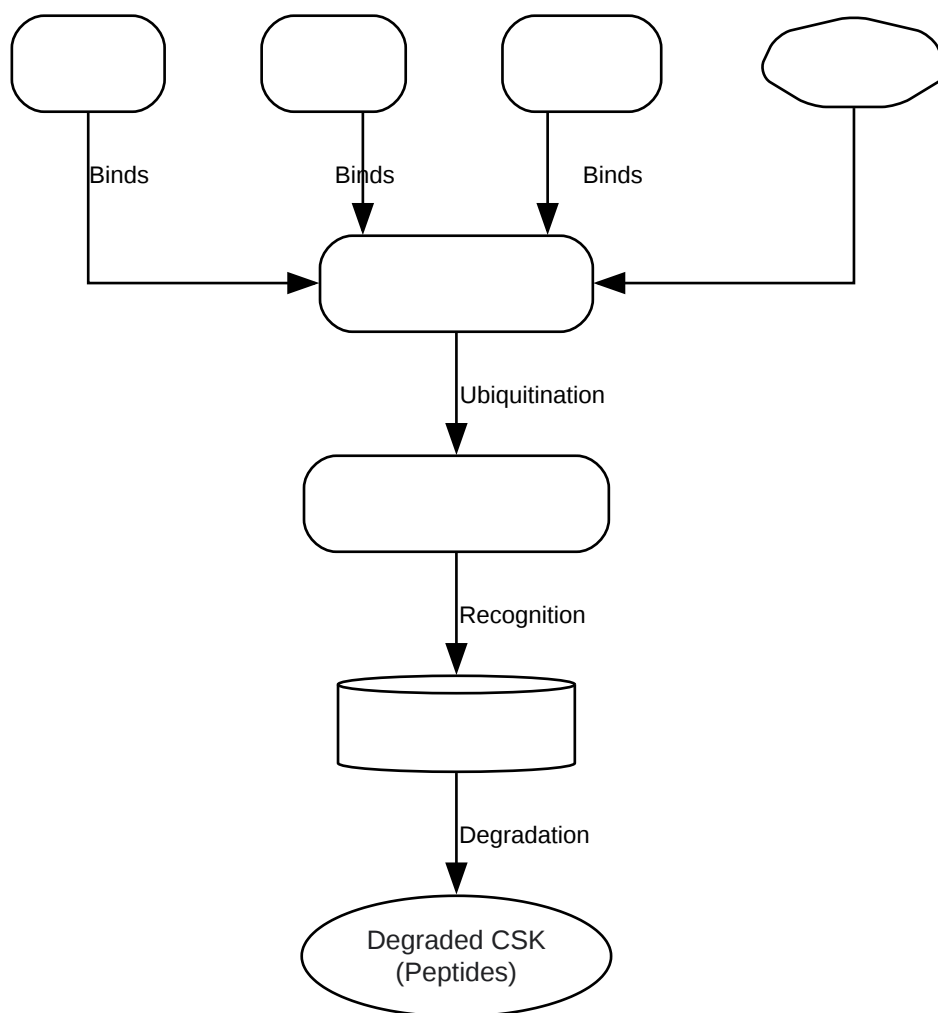 Binds
Binds
Binds
Ubiquitination
Recognition
Degradation
Degraded CSK
(Peptides)